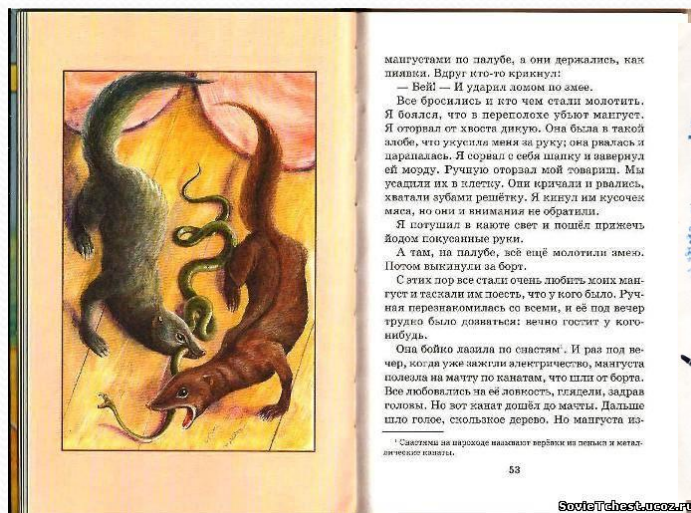 мангустами по палубе, а они держались, как
пиявки. Вдруг кто-то крикнул:
— Бей! — И ударил ломом по змее.
Все бросились и кто чем стали молотить.
Я боялся, что в переполохе убьют мангуст.
Я оторвал от хвоста дикую. Она была в такой
злобе, что укусила меня за руку; она рвалась и
царапалась. Я сорвал с себя шапку и завернул
ей морду. Ручную оторвал мой товарищ. Мы
усадили их в клетку. Они кричали и рвались,
хватали зубами решётку. Я кинул им кусочек
мяса, но они и внимания не обратили.
Я потушил в каюте свет и пошёл прижечь
йодом покусанные руки.
А там, на палубе, всё ещё молотили змею.
Потом выкинули за борт.
С этих пор все стали очень любить моих ман-
густ и таскали им поесть, что у кого было. Руч-
ная перезнакомилась со всеми, и её под вечер
трудно было дозваться: вечно гостит у кого-
нибудь.
Она бойко лазила по снастям¹. И раз под ве-
чер, когда уже зажгли электричество, мангуста
полезла на мачту по канатам, что шли от борта.
Все любовались на её ловкость, глядели, задрав
головы. Но вот канат дошёл до мачты. Дальше
шло голое, скользкое дерево. Но мангуста из-
¹ Снастями на пароходе называют верёвки из пеньки и метал-
лические канаты.
53
SovieTchest.ucoz.ru